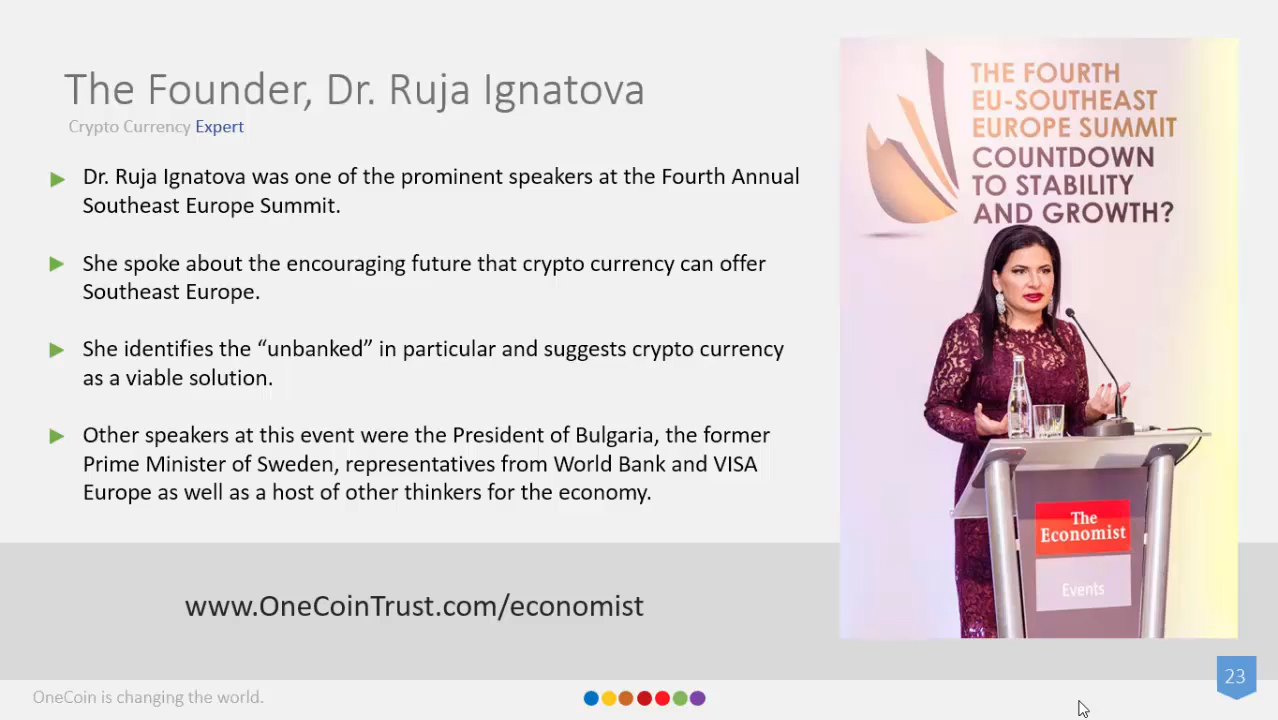 The Founder, Dr. Ruja Ignatova
Crypto Currency Expert
Dr. Ruja Ignatova was one of the prominent speakers at the Fourth Annual
Southeast Europe Summit.
She spoke about the encouraging future that crypto currency can offer
Southeast Europe.
She identifies the “unbanked” in particular and suggests crypto currency
as a viable solution.
Other speakers at this event were the President of Bulgaria, the former
Prime Minister of Sweden, representatives from World Bank and VISA
Europe as well as a host of other thinkers for the economy.
www.OneCoinTrust.com/economist
THE FOURTH
EU-SOUTHEAST
EUROPE SUMMIT
COUNTDOWN
TO STABILITY
AND GROWTH?
The
Economist
Events
OneCoin is changing the world.
23